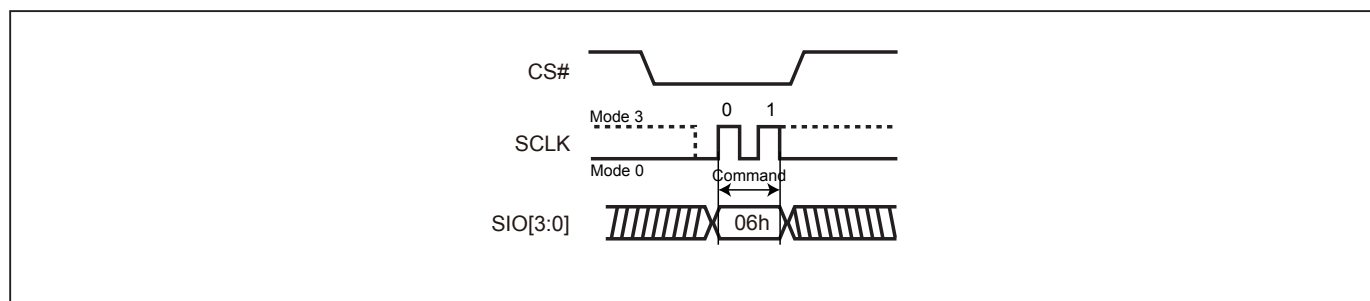 CS#
Mode 3
0 1
SCLK
Mode 0
Command
SIO[3:0]
06h